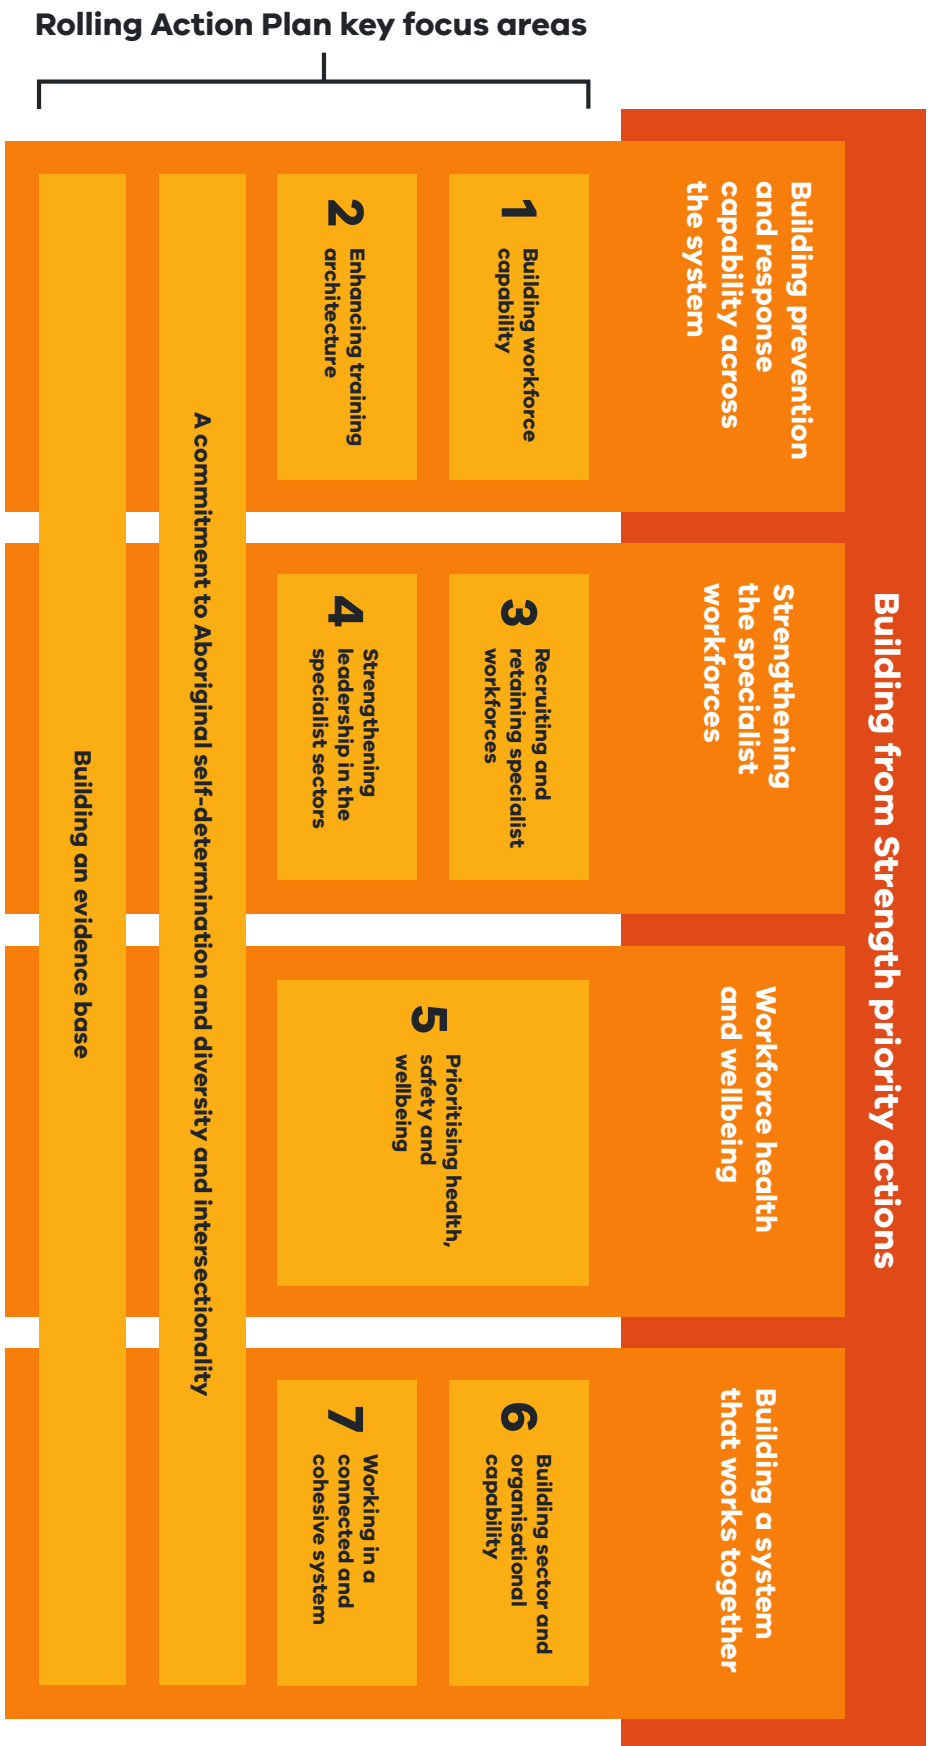 Rolling Action Plan key focus areas
Building from Strength priority actions
Building prevention
and response
capability across
the system
1
Building workforce
capability
2
Enhancing training
architecture
Strengthening
the specialist
workforces
3
Recruiting and
retaining specialist
workforces
4
Strengthening
leadership in the
specialist sectors
Workforce health
and wellbeing
5
Prioritising health,
safety and
wellbeing
Building a system
that works together
6
Building sector and
organisational
capability
7
Working in a
connected and
cohesive system
A commitment to Aboriginal self-determination and diversity and intersectionality
Building an evidence base